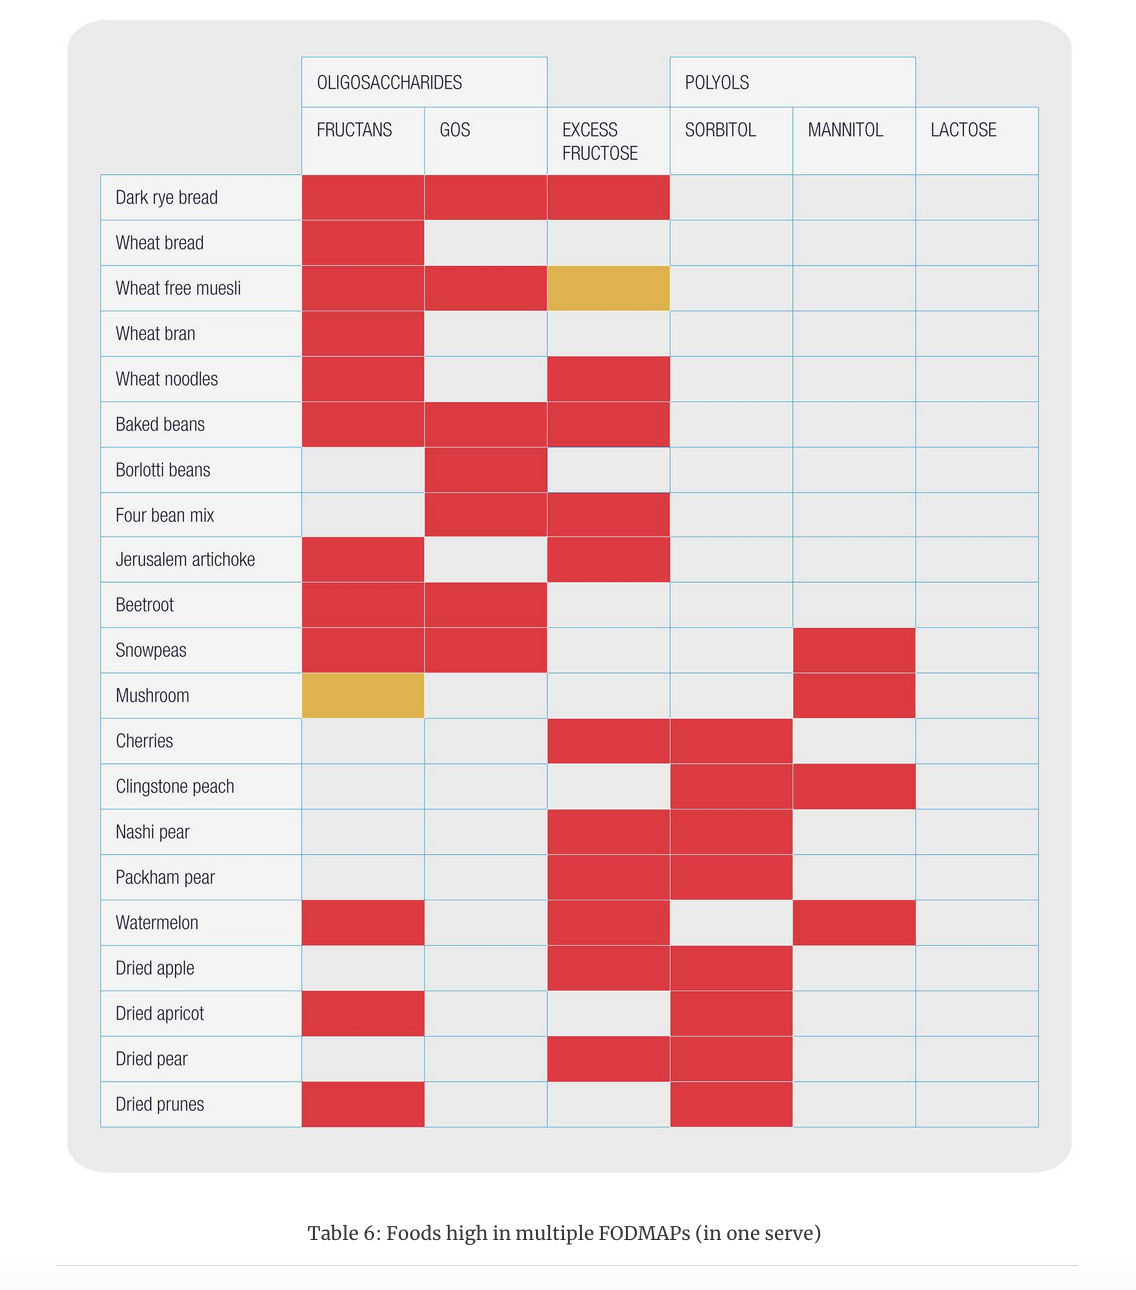 OLIGOSACCHARIDES
POLYOLS
FRUCTANS
GOS
EXCESS
FRUCTOSE
SORBITOL
MANNITOL
LACTOSE
Dark rye bread
Wheat bread
Wheat free muesli
Wheat bran
Wheat noodles
Baked beans
Borlotti beans
Four bean mix
Jerusalem artichoke
Beetroot
Snowpeas
Mushroom
Cherries
Clingstone peach
Nashi pear
Packham pear
Watermelon
Dried apple
Dried apricot
Dried pear
Dried prunes
Table 6: Foods high in multiple FODMAPs (in one serve)